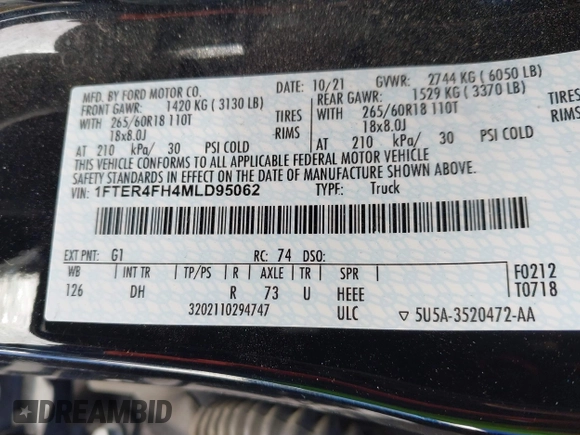 MFD. BY FORD MOTOR CO.
DATE: 10/21 GVWR: 2744 KG ( 6050 LB)
FRONT GAWR: 1420 KG ( 3130 LB)
REAR GAWR: 1529 KG ( 3370 LB)
WITH 265/60R18 110T TIRES WITH 265/60R18 110T TIRES
18x8.0J RIMS 18x8.0J RIMS
AT 210 kPa/ 30 PSI COLD AT 210 kPa/ 30 PSI COLD
THIS VEHICLE CONFORMS TO ALL APPLICABLE FEDERAL MOTOR VEHICLE
SAFETY STANDARDS IN EFFECT ON THE DATE OF MANUFACTURE SHOWN ABOVE.
VIN: 1FTER4FH4MLD95062 TYPE: Truck
EXT PNT: G1 RC: 74 DSO:
WB INT TR TP/PS R AXLE TR SPR
126 DH R 73 U HEEE
F0212
T0718
3202110294747 ULC ▽ 5U5A-3520472-AA
DREAMBID